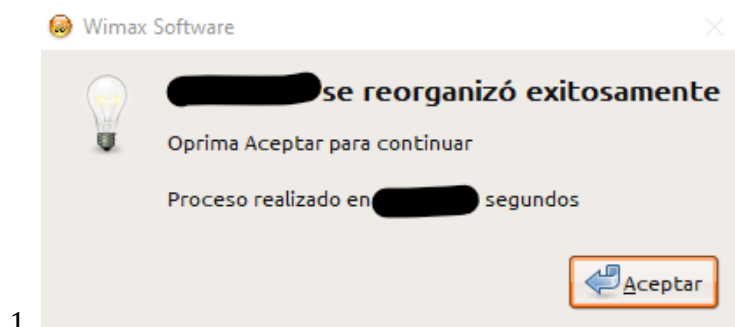 Wimax Software
se reorganizó exitosamente
Oprima Aceptar para continuar
Proceso realizado en segundos
Aceptar
1